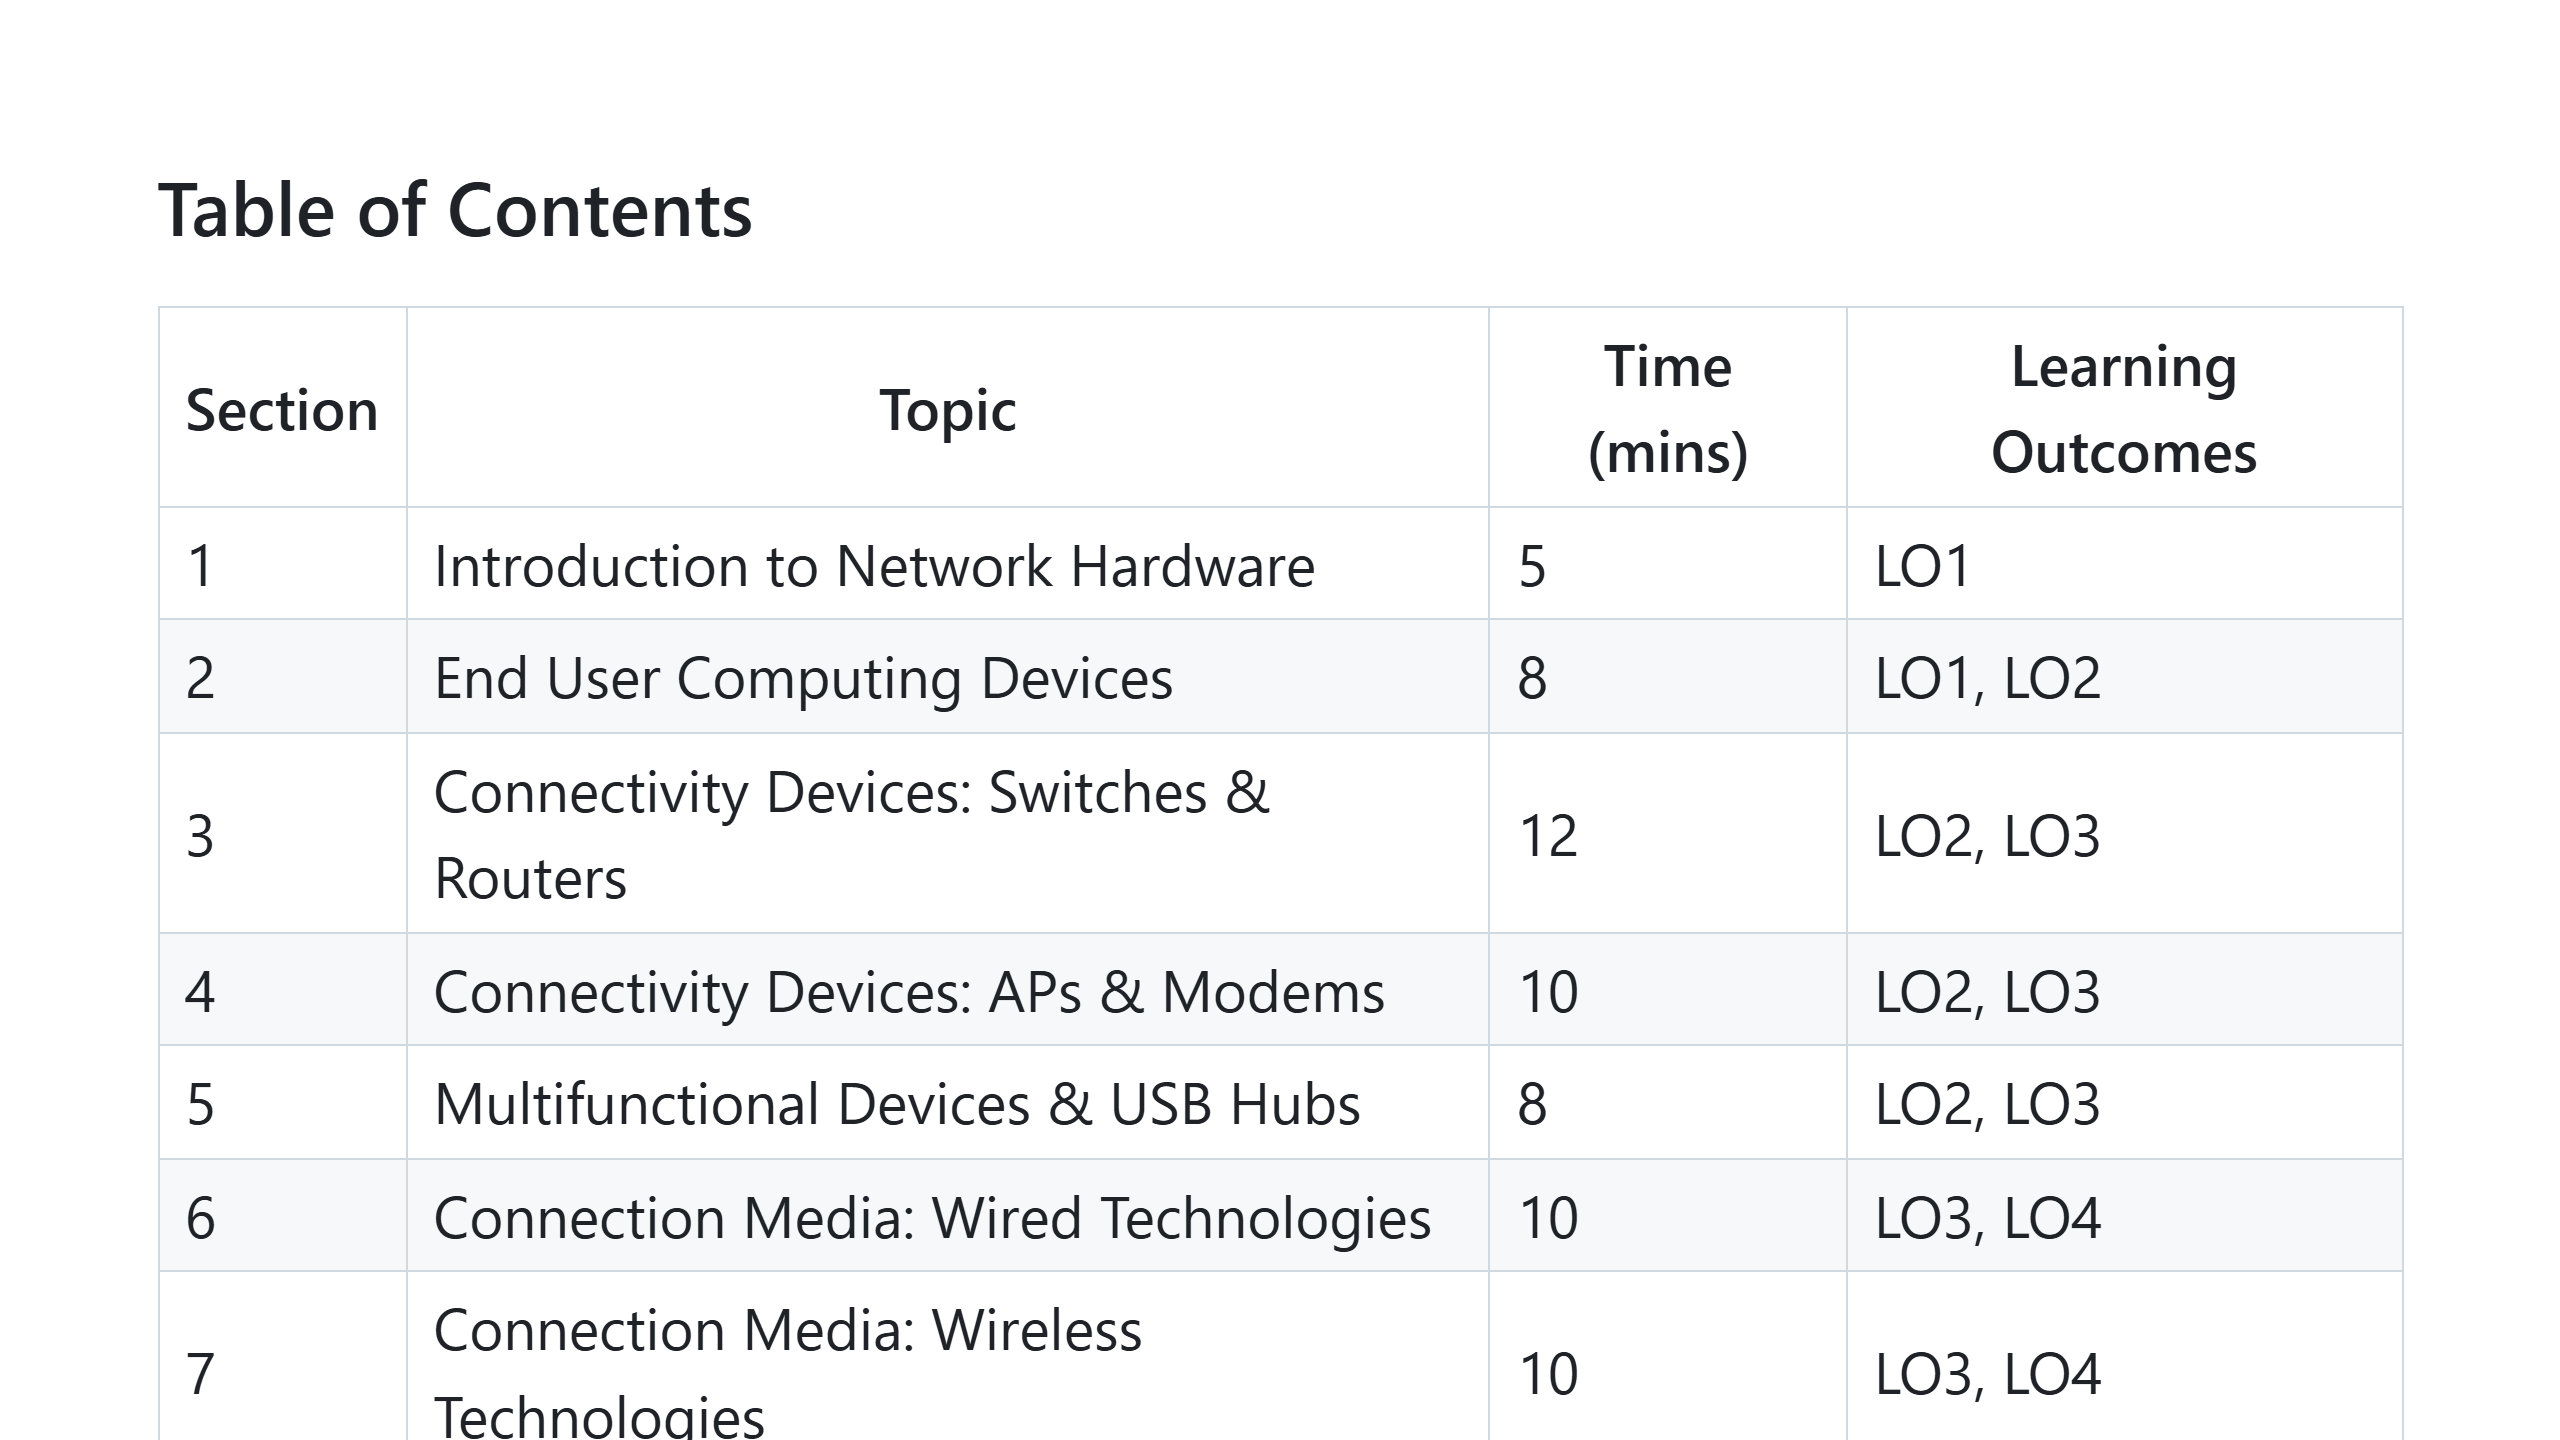 Table of Contents
Section Topic Time (mins) Learning Outcomes
1 Introduction to Network Hardware 5 LO1
2 End User Computing Devices 8 LO1, LO2
3 Connectivity Devices: Switches & Routers 12 LO2, LO3
4 Connectivity Devices: APs & Modems 10 LO2, LO3
5 Multifunctional Devices & USB Hubs 8 LO2, LO3
6 Connection Media: Wired Technologies 10 LO3, LO4
7 Connection Media: Wireless Technologies 10 LO3, LO4